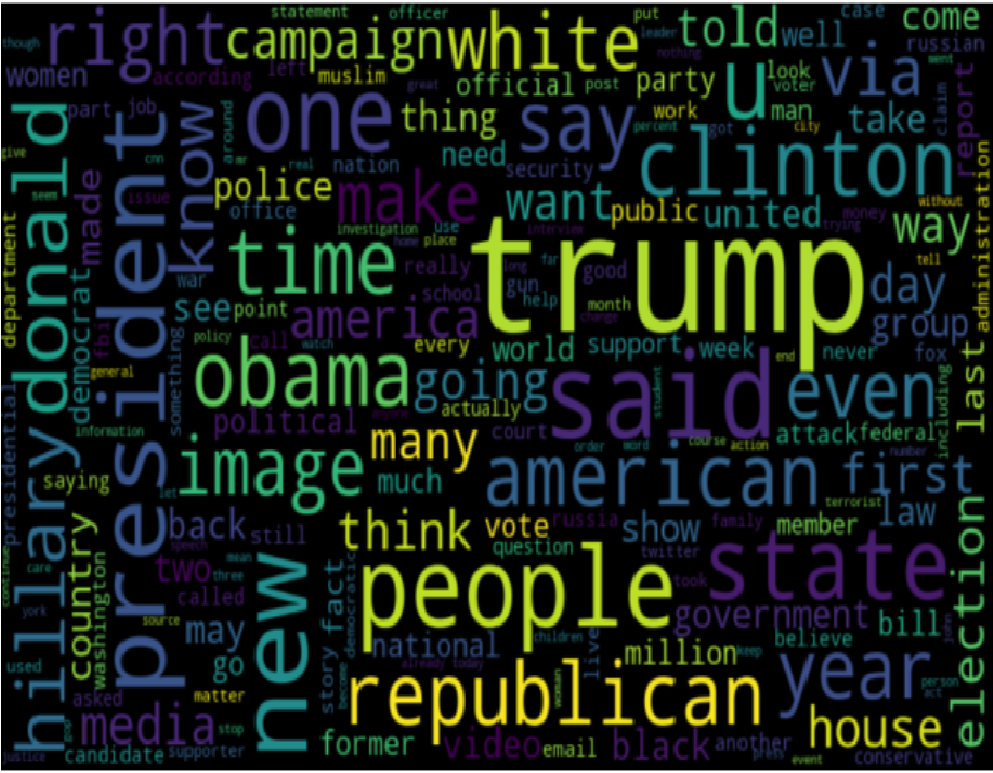 though
right
statement
officer
campaign
white
put
leader
nothing
told
well
case
come
russian
went
women
according
left
muslim
great
official
post
party
u
look
voter
via
report
part
job
president
know
around
one
thing
say
work
man
take
claim
give
cnn
mr
real
nation
need
security
percent
got
city
clinton
donald
seem
made
issue
police
office
make
investigation
use
home
place
want
interview
public
united
money
trying
without
way
administration
department
democrat
fbi
war
time
really
school
trump
long
far
gun
help
good
month
change
tell
day
group
see
point
america
policy
call
watch
every
world
support
week
end
never
fox
general
something
obama
going
actually
said
student
even
including
last
presidential
information
political
anyone
many
court
order
word
course
action
attack
federal
number
hillary
saying
let
image
much
american
first
terrorist
law
country
back
still
think
vote
question
russia
show
twitter
family
member
election
continue
care
washington
speech
mean
two
three
called
new
fact
democratic
people
took
state
government
york
source
may
go
story
national
already
today
children
live
million
keep
believe
bill
john
used
asked
matter
become
republican
woman
year
person
act
god
media
stop
house
justice
candidate
supporter
former
video
email
black
another
press
event
conservative